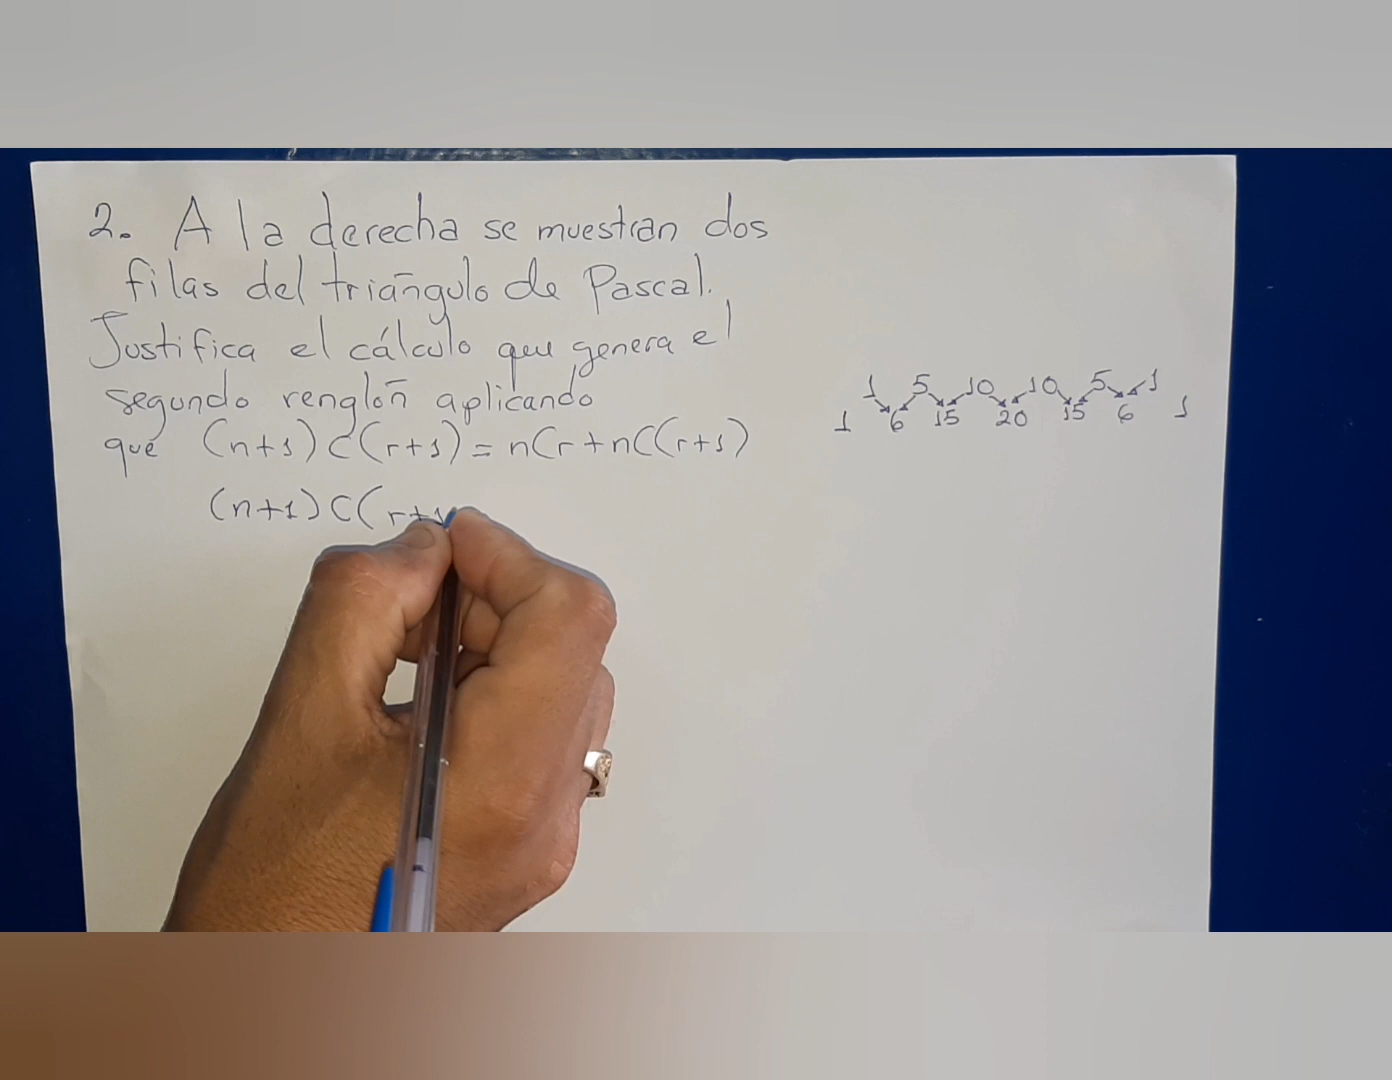 2. A la derecha se muestran dos
filas del triángulo de Pascal.
Justifica el cálculo que genera el
segundo renglón aplicando
que (n+1)C(r+1)=nCr+nC(r+1)
(n+1)C(r+1
1 5 10 10 5 1
1 6 15 20 15 6 1